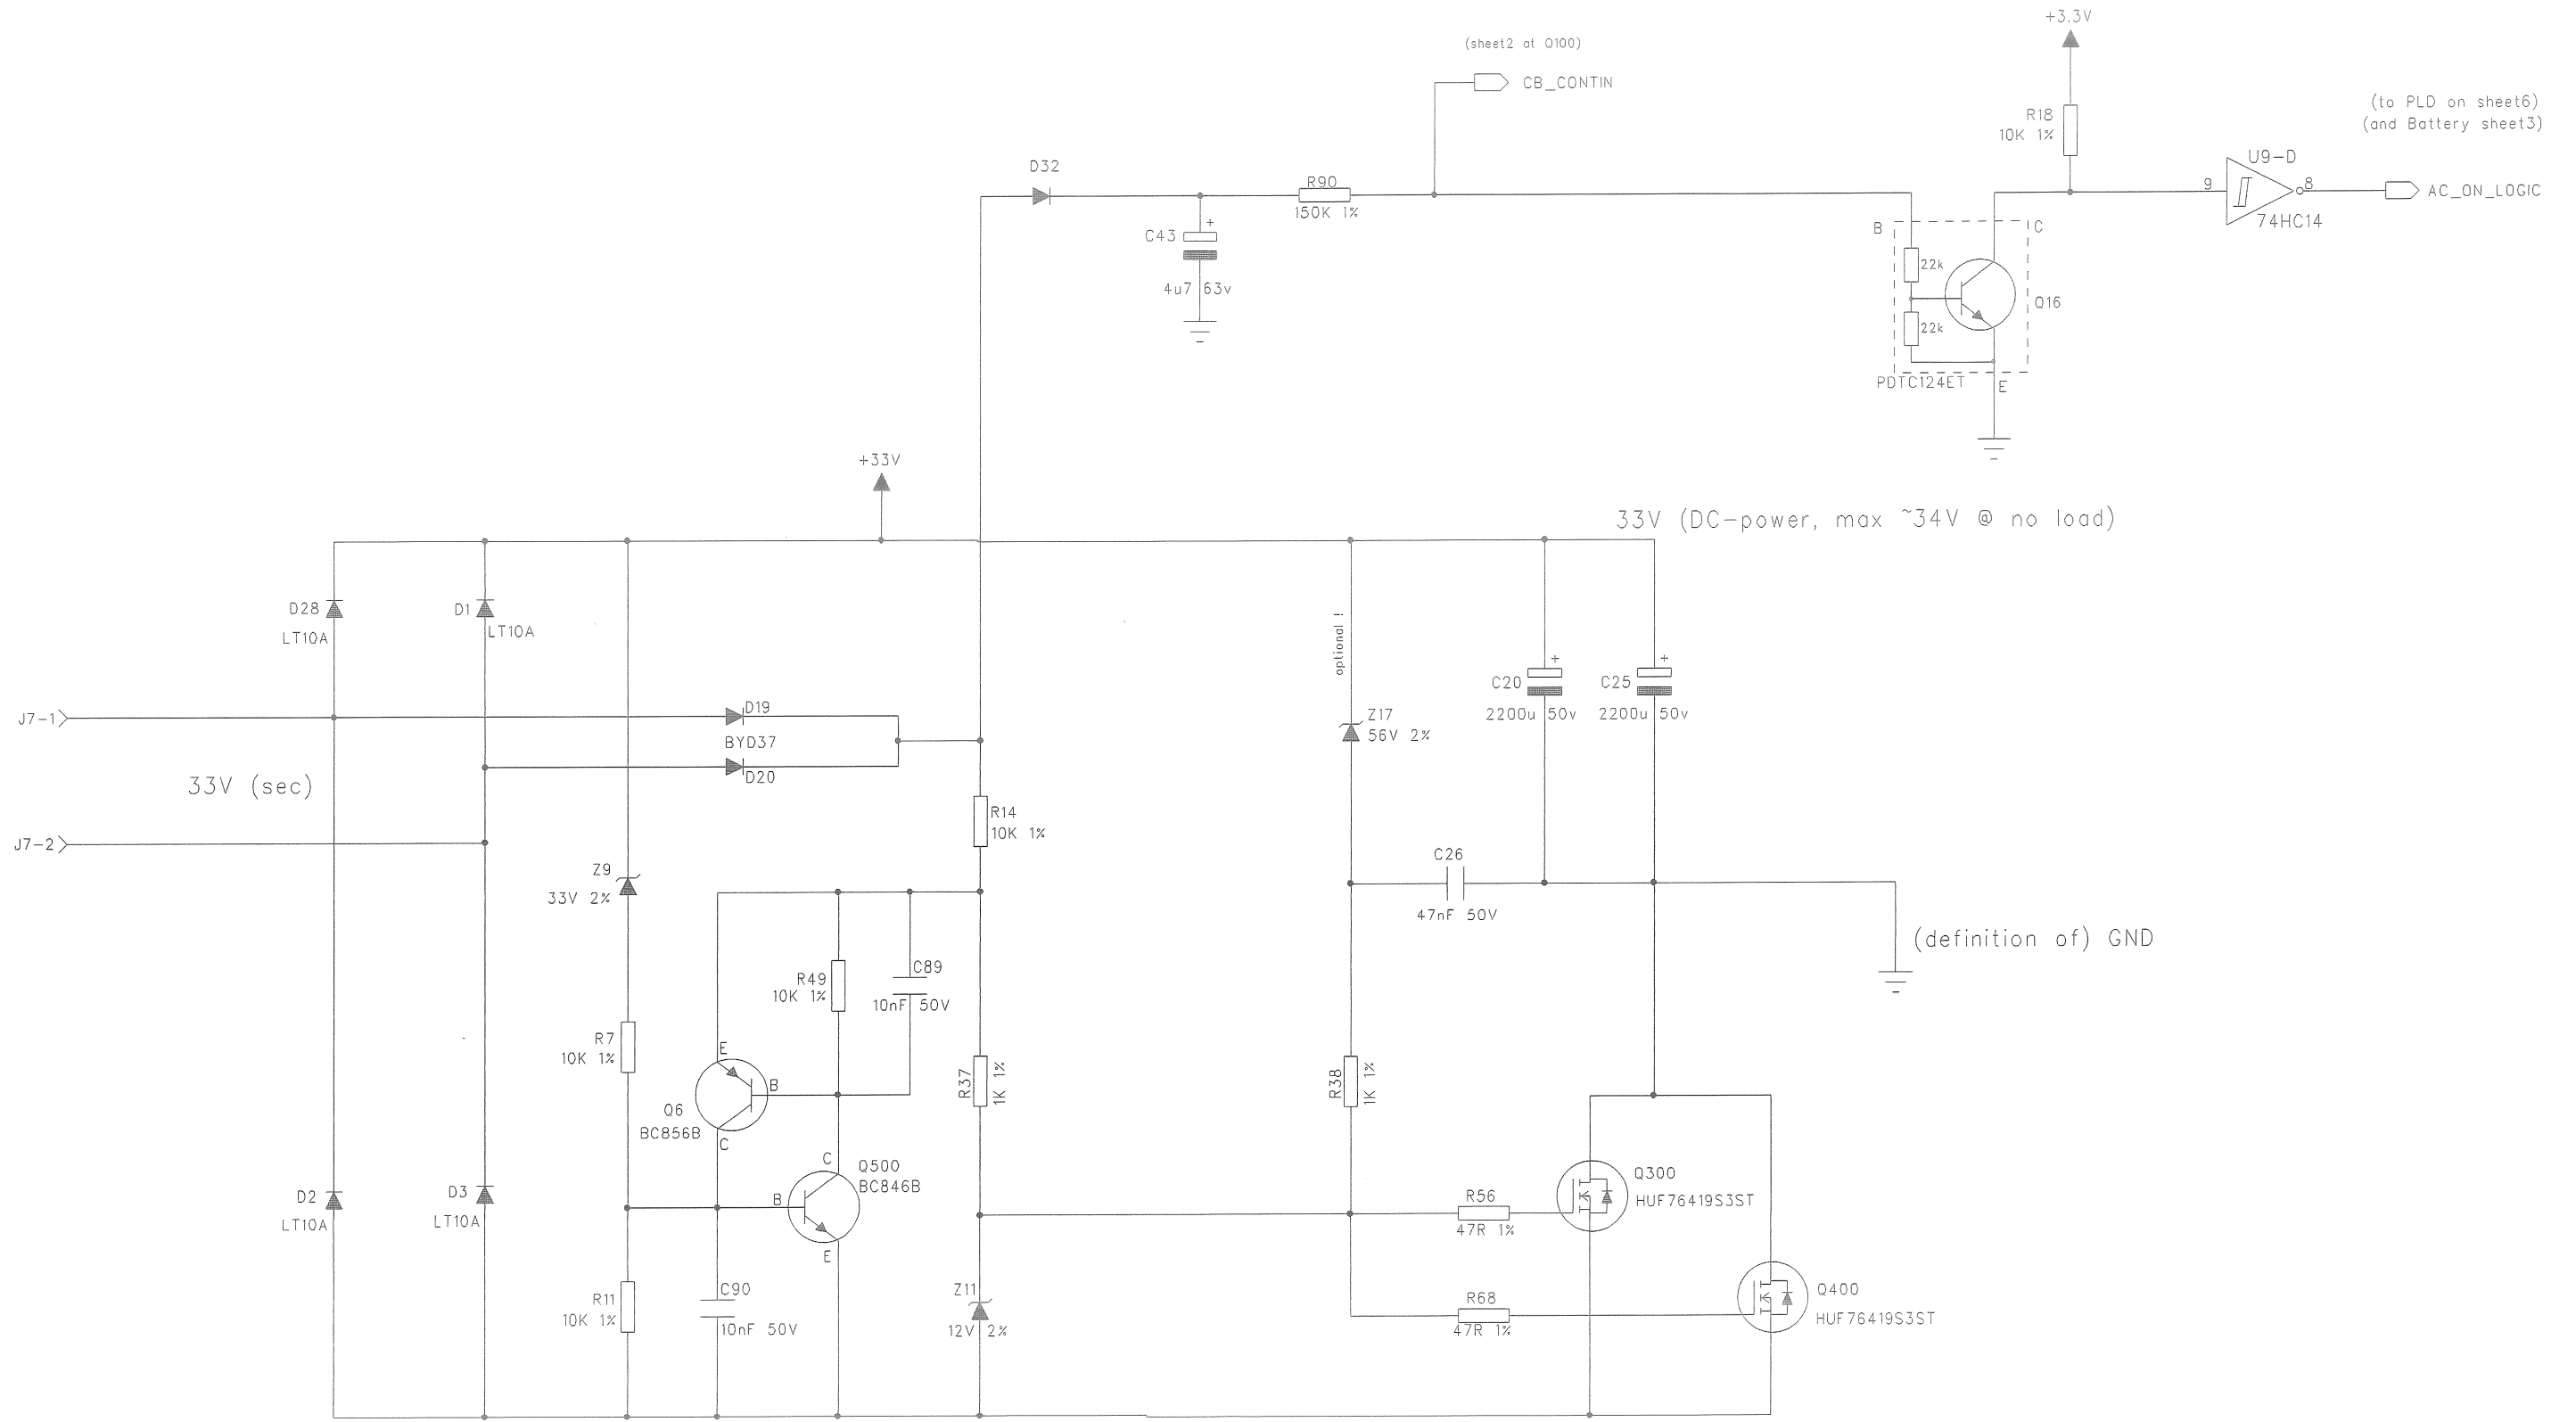 +3.3V
(sheet2 at Q100)
CB_CONTIN
(to PLD on sheet6)
(and Battery sheet3)
R18
10K 1%
D32
U9-D
R90
150K 1%
9
8
AC_ON_LOGIC
74HC14
+
C43
4u7 63v
B
C
22k
22k
Q16
PDTC124ET
E
+33V
33V (DC-power, max ~34V @ no load)
D28
LT10A
D1
LT10A
optional !
+
C20
2200u 50v
+
C25
2200u 50v
J7-1
D19
BYD37
D20
Z17
56V 2%
33V (sec)
R14
10K 1%
J7-2
Z9
33V 2%
C26
47nF 50V
(definition of) GND
R49
10K 1%
C89
10nF 50V
R7
10K 1%
E
B
Q6
BC856B
C
R37
1K 1%
R38
1K 1%
C
Q500
BC846B
B
E
D2
LT10A
D3
LT10A
R56
47R 1%
Q300
HUF76419S3ST
R11
10K 1%
C90
10nF 50V
Z11
12V 2%
R68
47R 1%
Q400
HUF76419S3ST